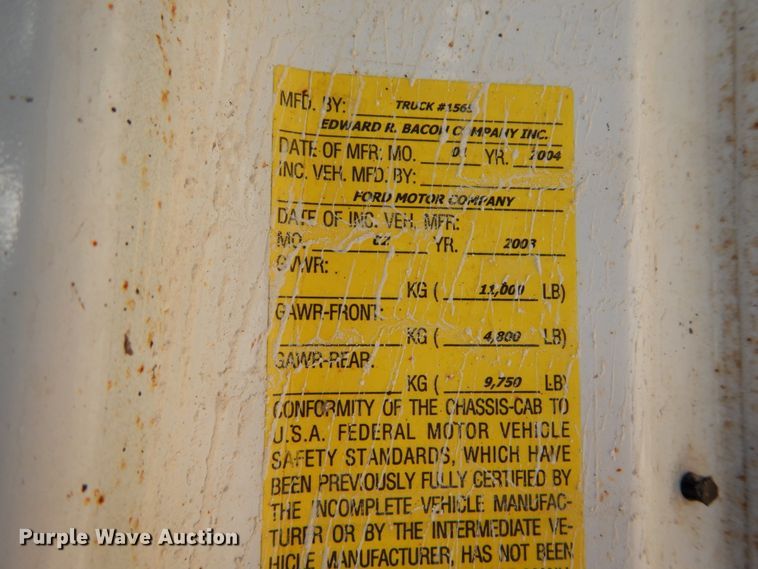 MFD. BY: TRUCK
EDWARD R. BACON COMPANY INC.
DATE OF MFR: MO. YR. 2004
INC. VEH. MFD. BY:
FORD MOTOR COMPANY
DATE OF INC. VEH. MFR:
MO. 02 YR. 2003
GVWR:
KG ( 11,000 LB)
GAWR-FRONT:
KG ( 4,800 LB)
GAWR-REAR:
KG ( 9,750 LB)
CONFORMITY OF THE CHASSIS-CAB TO
U.S.A. FEDERAL MOTOR VEHICLE
SAFETY STANDARDS, WHICH HAVE
BEEN PREVIOUSLY FULLY CERTIFIED BY
THE INCOMPLETE VEHICLE MANUFAC-
TURER OR BY THE INTERMEDIATE VE-
HICLE MANUFACTURER, HAS NOT BEEN
Purple Wave Auction